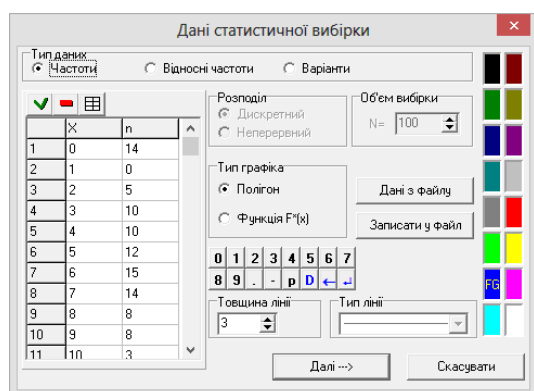 Дані статистичної вибірки
Тип даних
Частоти Відносні частоти Варіанти
Розподіл
Дискретний
Неперервний
Об'єм вибірки
N= 100
X n
1 0 14
2 1 0
3 2 5
4 3 10
5 4 10
6 5 12
7 6 15
8 7 14
9 8 8
10 9 8
11 10 3
Тип графіка
Полігон
Функція F*(x)
Дані з файлу
Записати у файл
0 1 2 3 4 5 6 7
8 9 . - p D ← ↵
FG
Товщина лінії
3
Тип лінії
Далі --->
Скасувати